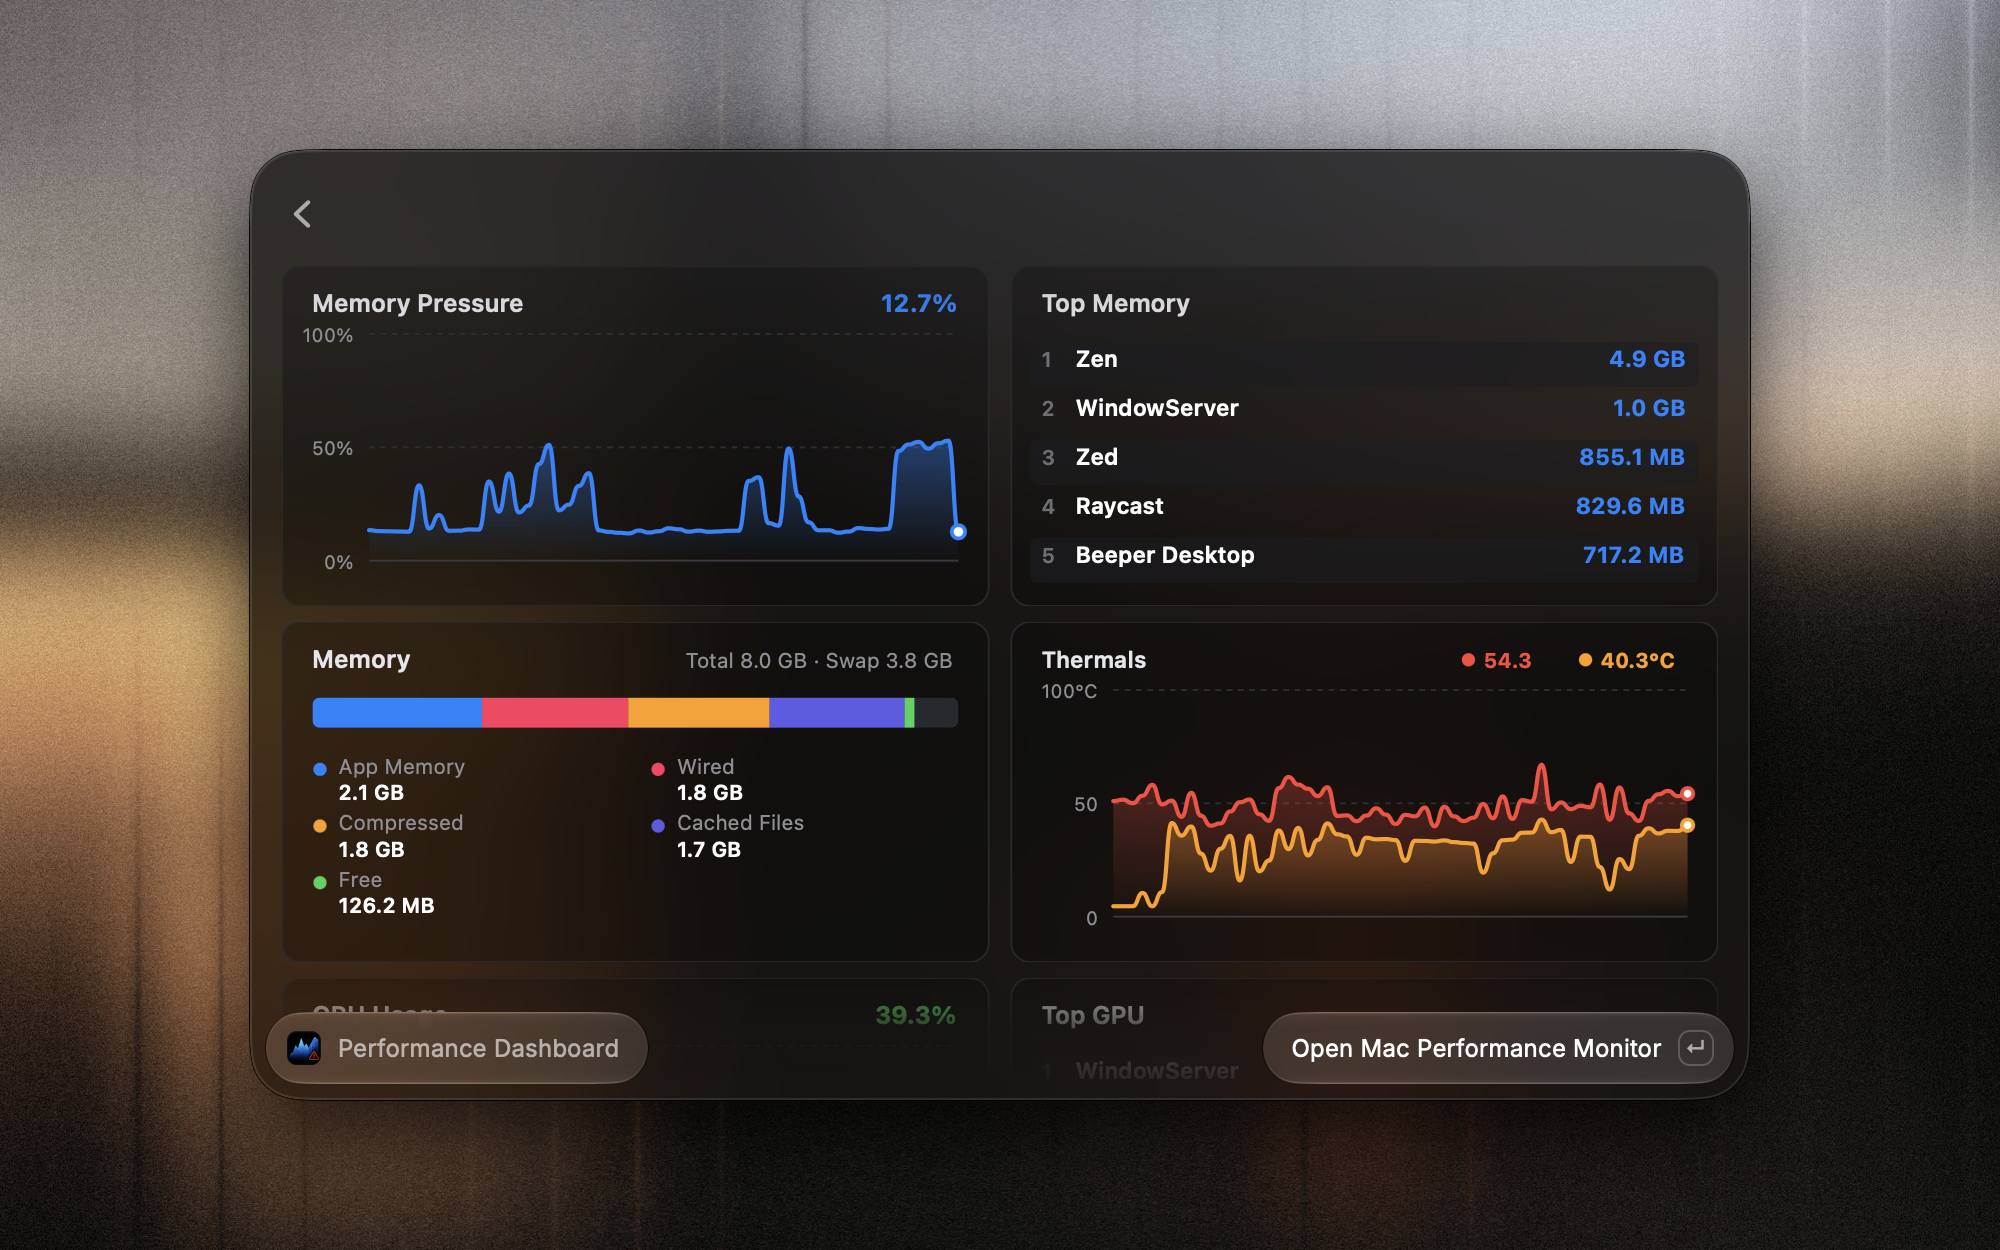 Memory Pressure 12.7%
100%
50%
0%
Top Memory
1 Zen 4.9 GB
2 WindowServer 1.0 GB
3 Zed 855.1 MB
4 Raycast 829.6 MB
5 Beeper Desktop 717.2 MB
Memory Total 8.0 GB · Swap 3.8 GB
App Memory
2.1 GB
Wired
1.8 GB
Compressed
1.8 GB
Cached Files
1.7 GB
Free
126.2 MB
Thermals 54.3 40.3°C
100°C
50
0
39.3%
Top GPU
1 WindowServer
Performance Dashboard
Open Mac Performance Monitor